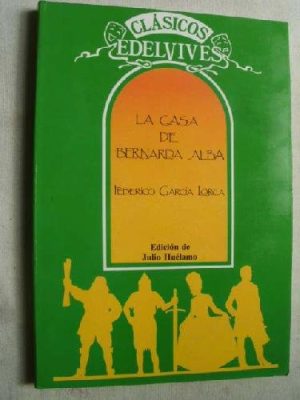 CLÁSICOS
EDELVIVES
LA CASA
DE
BERNARDA ALBA
FEDERICO GARCÍA LORCA
Edición de
Julio Huélamo